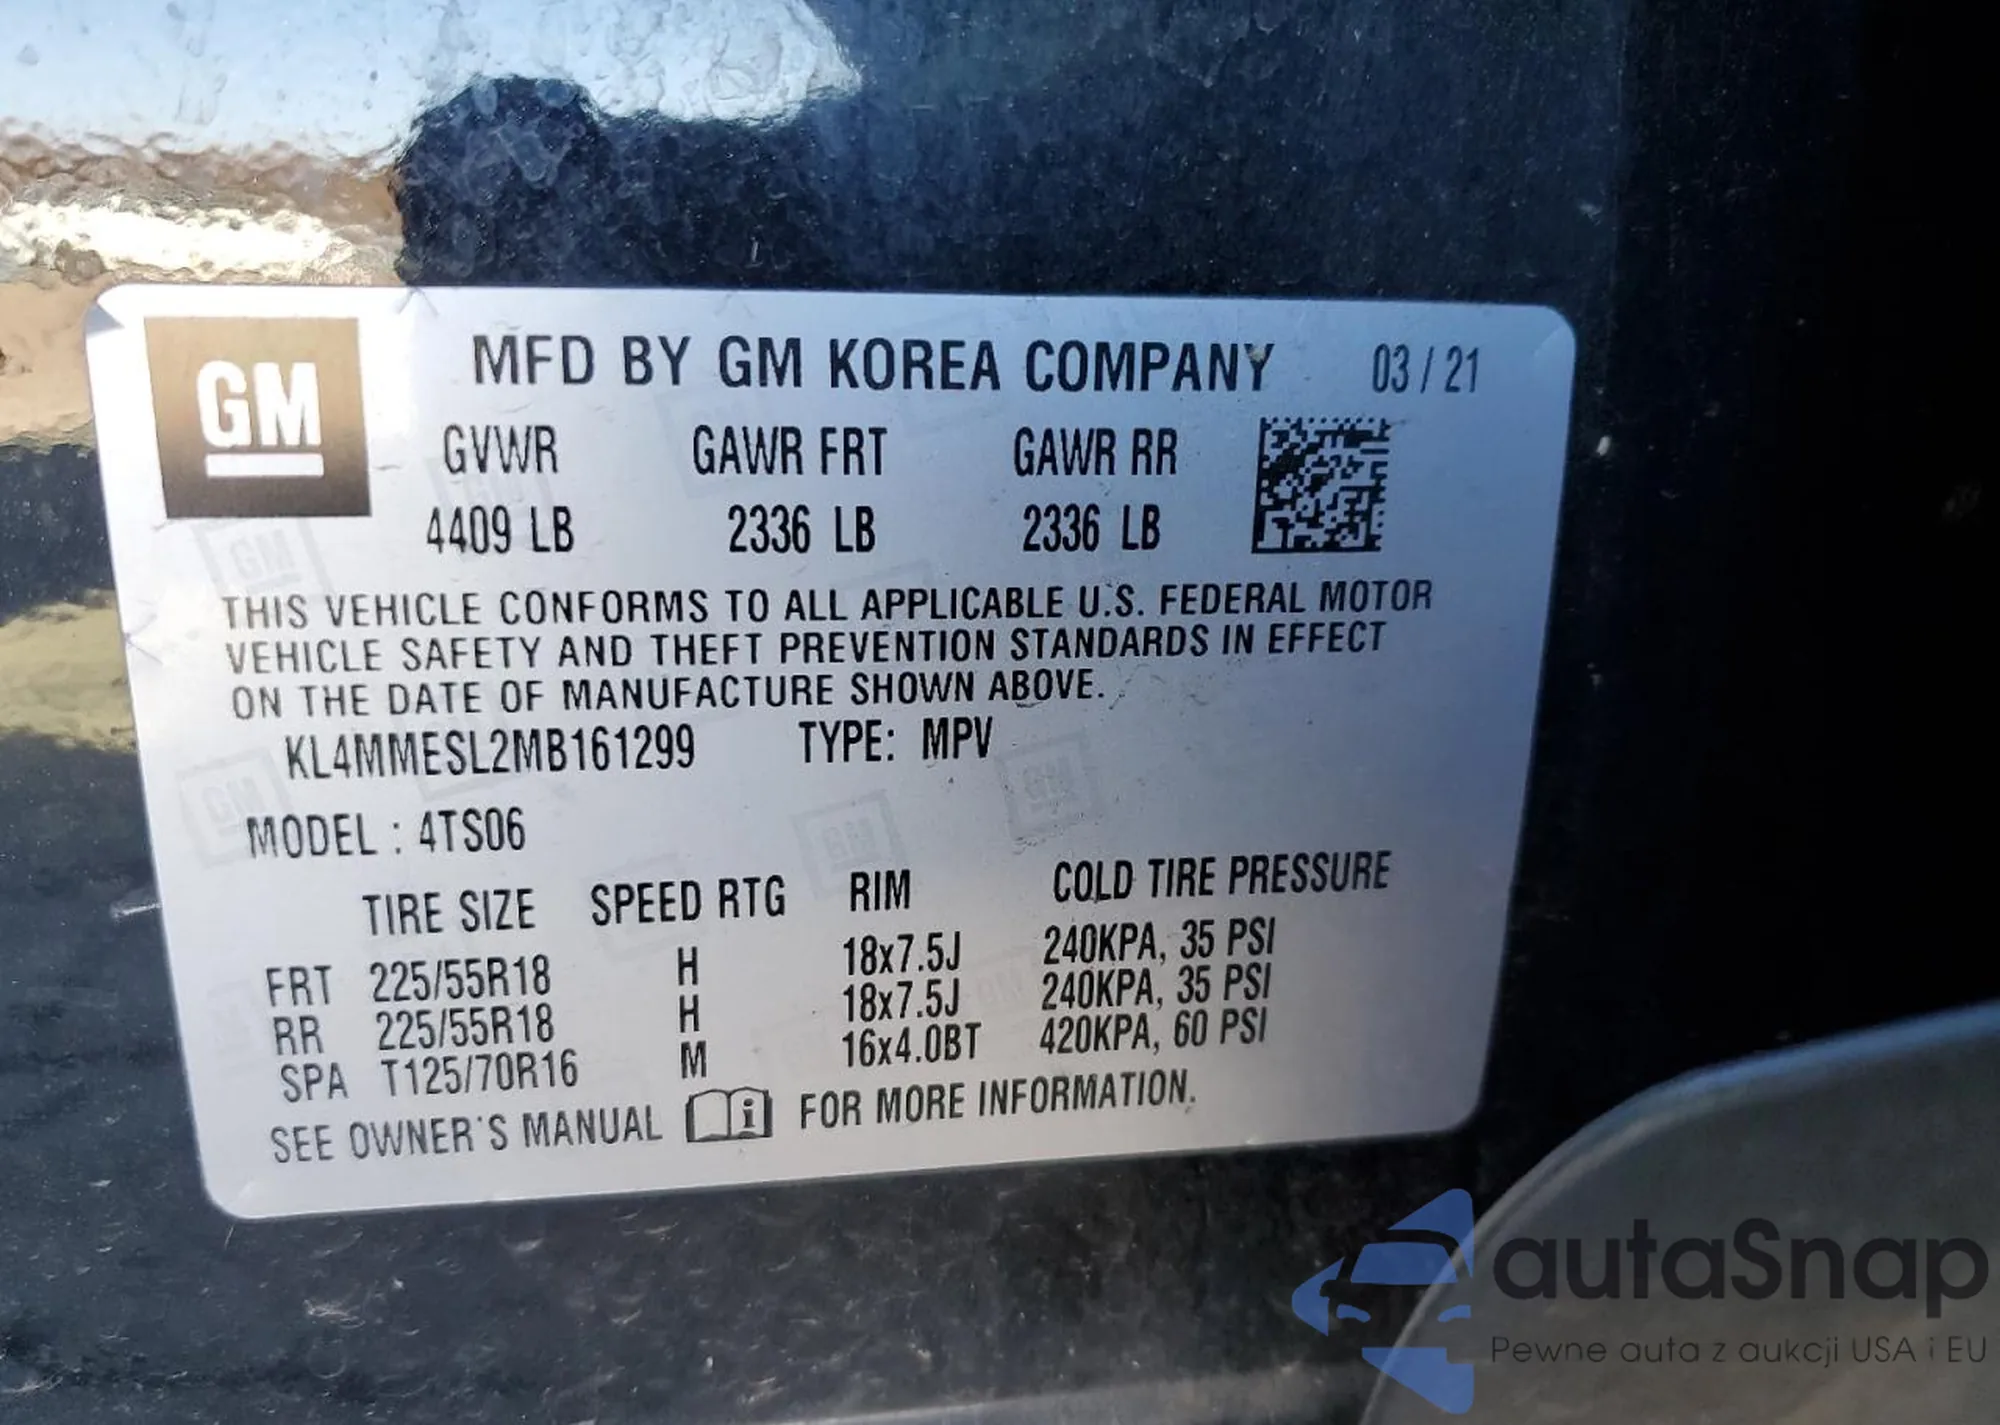 GM
MFD BY GM KOREA COMPANY 03 / 21
GVWR GAWR FRT GAWR RR
4409 LB 2336 LB 2336 LB
THIS VEHICLE CONFORMS TO ALL APPLICABLE U.S. FEDERAL MOTOR
VEHICLE SAFETY AND THEFT PREVENTION STANDARDS IN EFFECT
ON THE DATE OF MANUFACTURE SHOWN ABOVE.
KL4MMESL2MB161299 TYPE: MPV
MODEL : 4TS06
TIRE SIZE SPEED RTG RIM COLD TIRE PRESSURE
FRT 225/55R18 H 18x7.5J 240KPA, 35 PSI
RR 225/55R18 H 18x7.5J 240KPA, 35 PSI
SPA T125/70R16 M 16x4.0BT 420KPA, 60 PSI
SEE OWNER'S MANUAL i FOR MORE INFORMATION.
autaSnap
Pewne auta z aukcji USA i EU